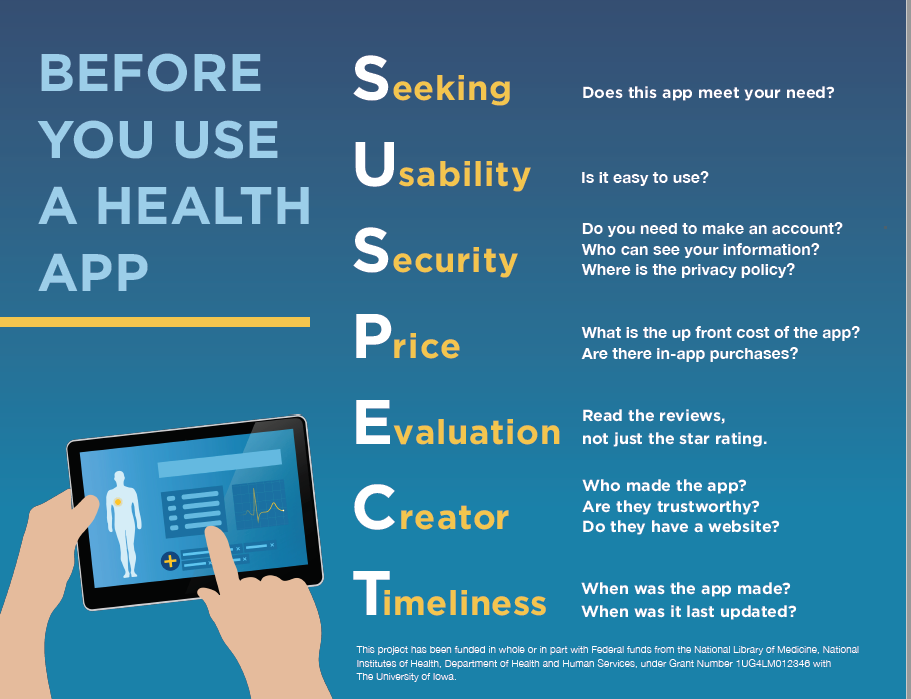 BEFORE
YOU USE
A HEALTH
APP
Seeking
Does this app meet your need?
Usability
Is it easy to use?
Security
Do you need to make an account?
Who can see your information?
Where is the privacy policy?
Price
What is the up front cost of the app?
Are there in-app purchases?
Evaluation
Read the reviews,
not just the star rating.
Creator
Who made the app?
Are they trustworthy?
Do they have a website?
Timeliness
When was the app made?
When was it last updated?
This project has been funded in whole or in part with Federal funds from the National Library of Medicine, National
Institutes of Health, Department of Health and Human Services, under Grant Number 1UG4LM012346 with
The University of Iowa.